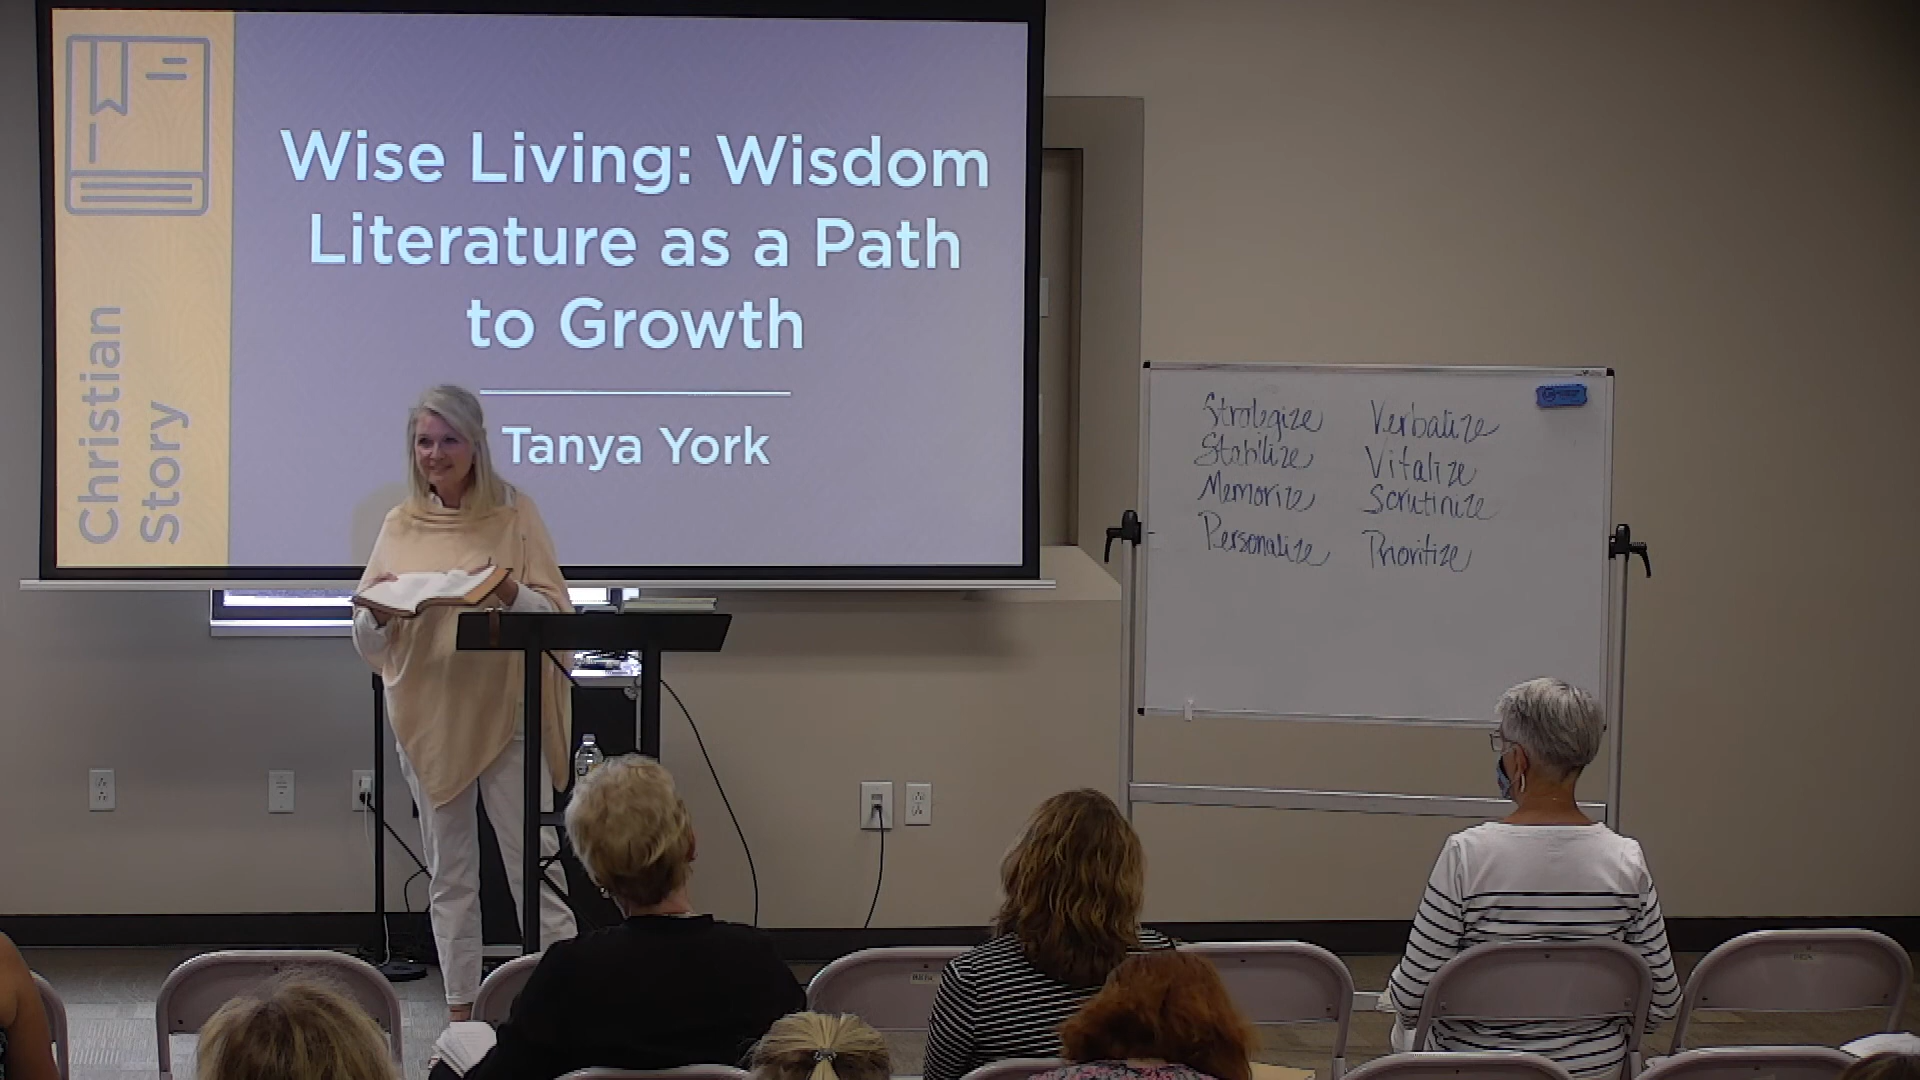 Christian
Story
Wise Living: Wisdom
Literature as a Path
to Growth
Tanya York
Strategize
Stabilize
Memorize
Personalize
Verbalize
Vitalize
Scrutinize
Prioritize